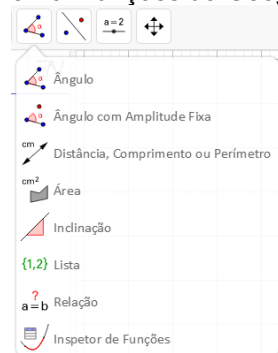 a=2
Ângulo
Ângulo com Amplitude Fixa
cm Distância, Comprimento ou Perímetro
cm² Área
Inclinação
{1,2} Lista
a=b ? Relação
Inspetor de Funções